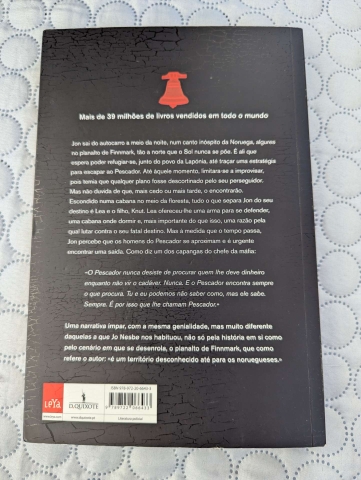 Mais de 39 milhões de livros vendidos em todo o mundo
Jon sai do autocarro a meio da noite, num canto inóspito da Noruega, algures
no planalto de Finnmark, tão a norte que o Sol nunca se põe. É ali que
espera poder refugiar-se, junto do povo da Lapónia, até traçar uma estratégia
para escapar ao Pescador. Até àquele momento, limitara-se a improvisar,
pois temia que qualquer plano fosse descortinado pelo seu perseguidor.
Mas não duvida de que, mais cedo ou mais tarde, o encontrarão.
Escondido numa cabana no meio da floresta, tudo o que separa Jon do seu
destino é Lea e o filho, Knut. Lea ofereceu-lhe uma arma para se defender,
uma cabana onde dormir e, mais importante do que isso, uma razão pela
qual lutar contra o seu fatal destino. Mas à medida que o tempo passa,
Jon percebe que os homens do Pescador se aproximam e é urgente
encontrar uma saída. Como diz um dos capangas do chefe da máfia:
«O Pescador nunca desiste de procurar quem lhe deve dinheiro
enquanto não vir o cadáver. Nunca. E o Pescador encontra sempre
o que procura. Tu e eu podemos não saber como, mas ele sabe.
Sempre. É por isso que lhe chamam Pescador.»
Uma narrativa ímpar, com a mesma genialidade, mas muito diferente
daquelas a que Jo Nesbø nos habituou, não só pela história em si como
pelo cenário em que se desenrola, o planalto de Finnmark, que como
refere o autor: «é um território desconhecido até para os noruegueses.»
LeYa
D.QUIXOTE